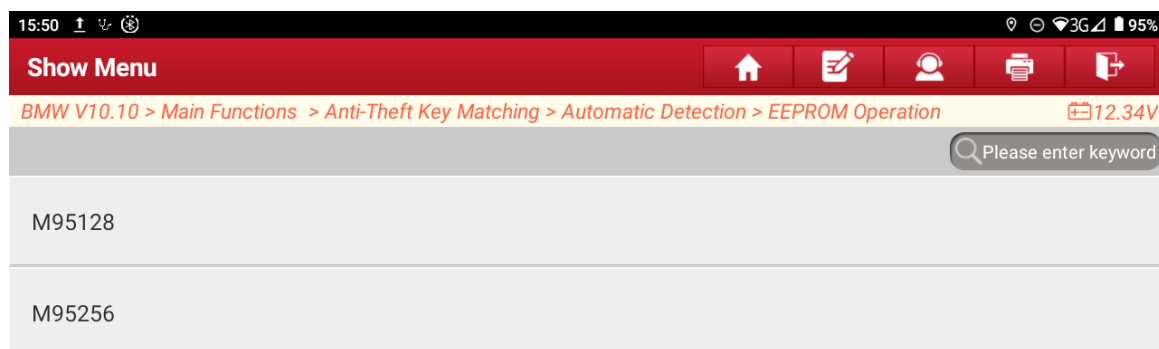 15:50 3G 95%
Show Menu
BMW V10.10 > Main Functions > Anti-Theft Key Matching > Automatic Detection > EEPROM Operation 12.34V
Please enter keyword
M95128
M95256